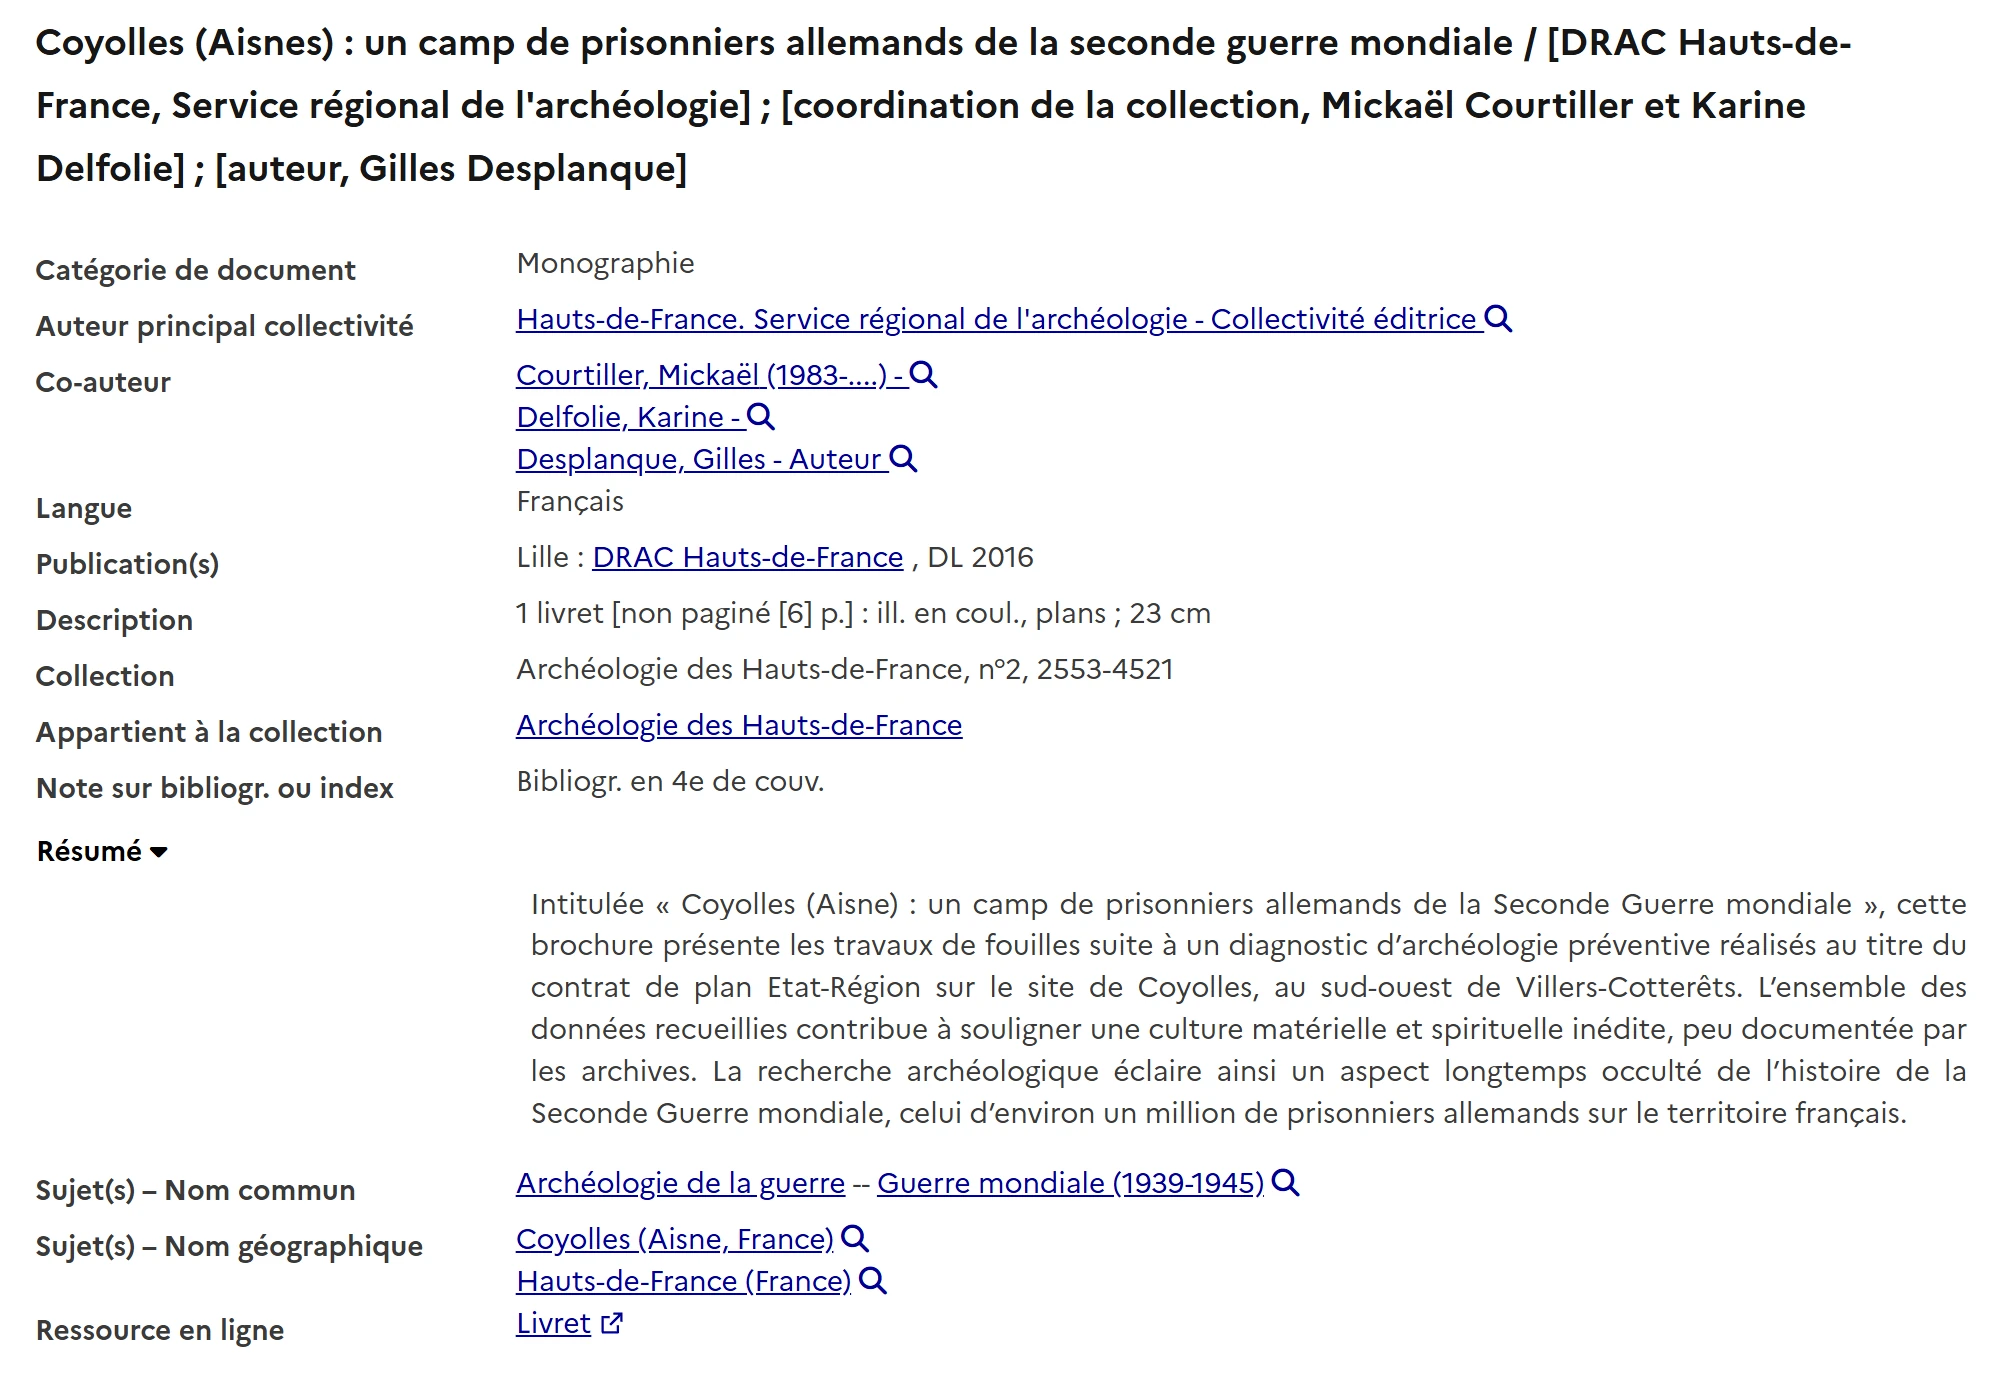 Coyolles (Aisnes) : un camp de prisonniers allemands de la seconde guerre mondiale / [DRAC Hauts-de-
France, Service régional de l'archéologie] ; [coordination de la collection, Mickaël Courtiller et Karine
Delfolie] ; [auteur, Gilles Desplanque]
Catégorie de document Monographie
Auteur principal collectivité Hauts-de-France. Service régional de l'archéologie - Collectivité éditrice
Co-auteur Courtiller, Mickaël (1983-....) -
Delfolie, Karine -
Desplanque, Gilles - Auteur
Langue Français
Publication(s) Lille : DRAC Hauts-de-France , DL 2016
Description 1 livret [non paginé [6] p.] : ill. en coul., plans ; 23 cm
Collection Archéologie des Hauts-de-France, n°2, 2553-4521
Appartient à la collection Archéologie des Hauts-de-France
Note sur bibliogr. ou index Bibliogr. en 4e de couv.
Résumé
Intitulée « Coyolles (Aisne) : un camp de prisonniers allemands de la Seconde Guerre mondiale », cette
brochure présente les travaux de fouilles suite à un diagnostic d’archéologie préventive réalisés au titre du
contrat de plan Etat-Région sur le site de Coyolles, au sud-ouest de Villers-Cotterêts. L’ensemble des
données recueillies contribue à souligner une culture matérielle et spirituelle inédite, peu documentée par
les archives. La recherche archéologique éclaire ainsi un aspect longtemps occulté de l’histoire de la
Seconde Guerre mondiale, celui d’environ un million de prisonniers allemands sur le territoire français.
Sujet(s) – Nom commun Archéologie de la guerre -- Guerre mondiale (1939-1945)
Sujet(s) – Nom géographique Coyolles (Aisne, France)
Hauts-de-France (France)
Ressource en ligne Livret